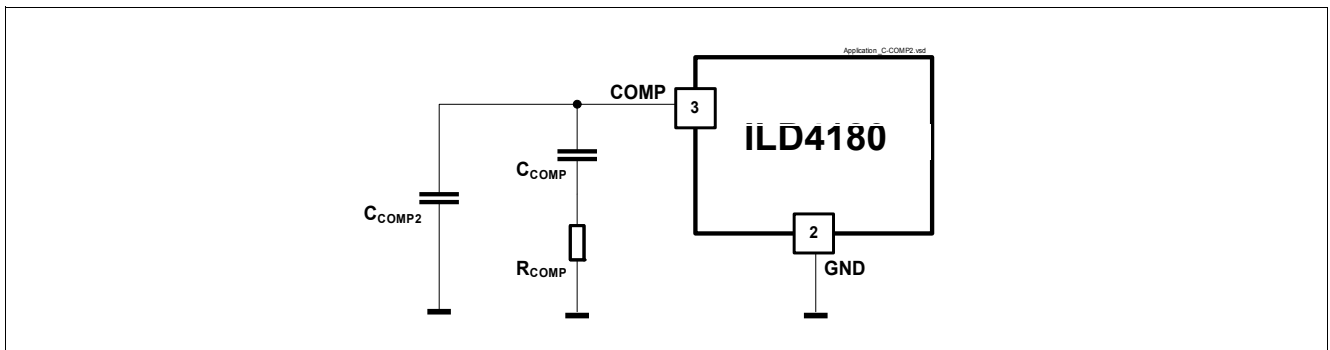 Application_C-COMP2.vsd
COMP
3
ILD4180
CCOMP
CCOMP2
2
RCOMP
GND